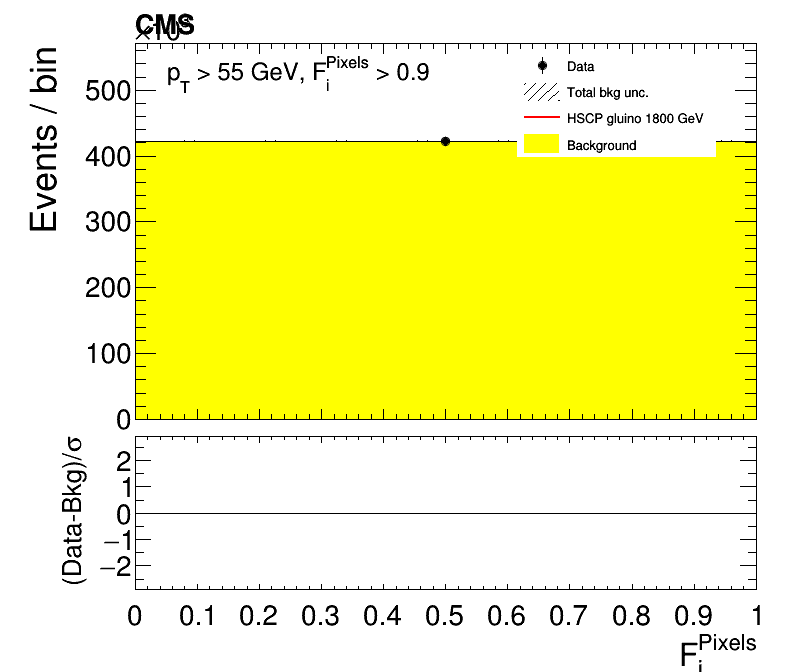 CMS
Events / bin
500
400
300
200
100
0
p_T > 55 GeV, F_i^Pixels > 0.9
Data
Total bkg unc.
HSCP gluino 1800 GeV
Background
(Data-Bkg)/σ
2
1
0
−1
−2
0 0.1 0.2 0.3 0.4 0.5 0.6 0.7 0.8 0.9 1
F_i^Pixels